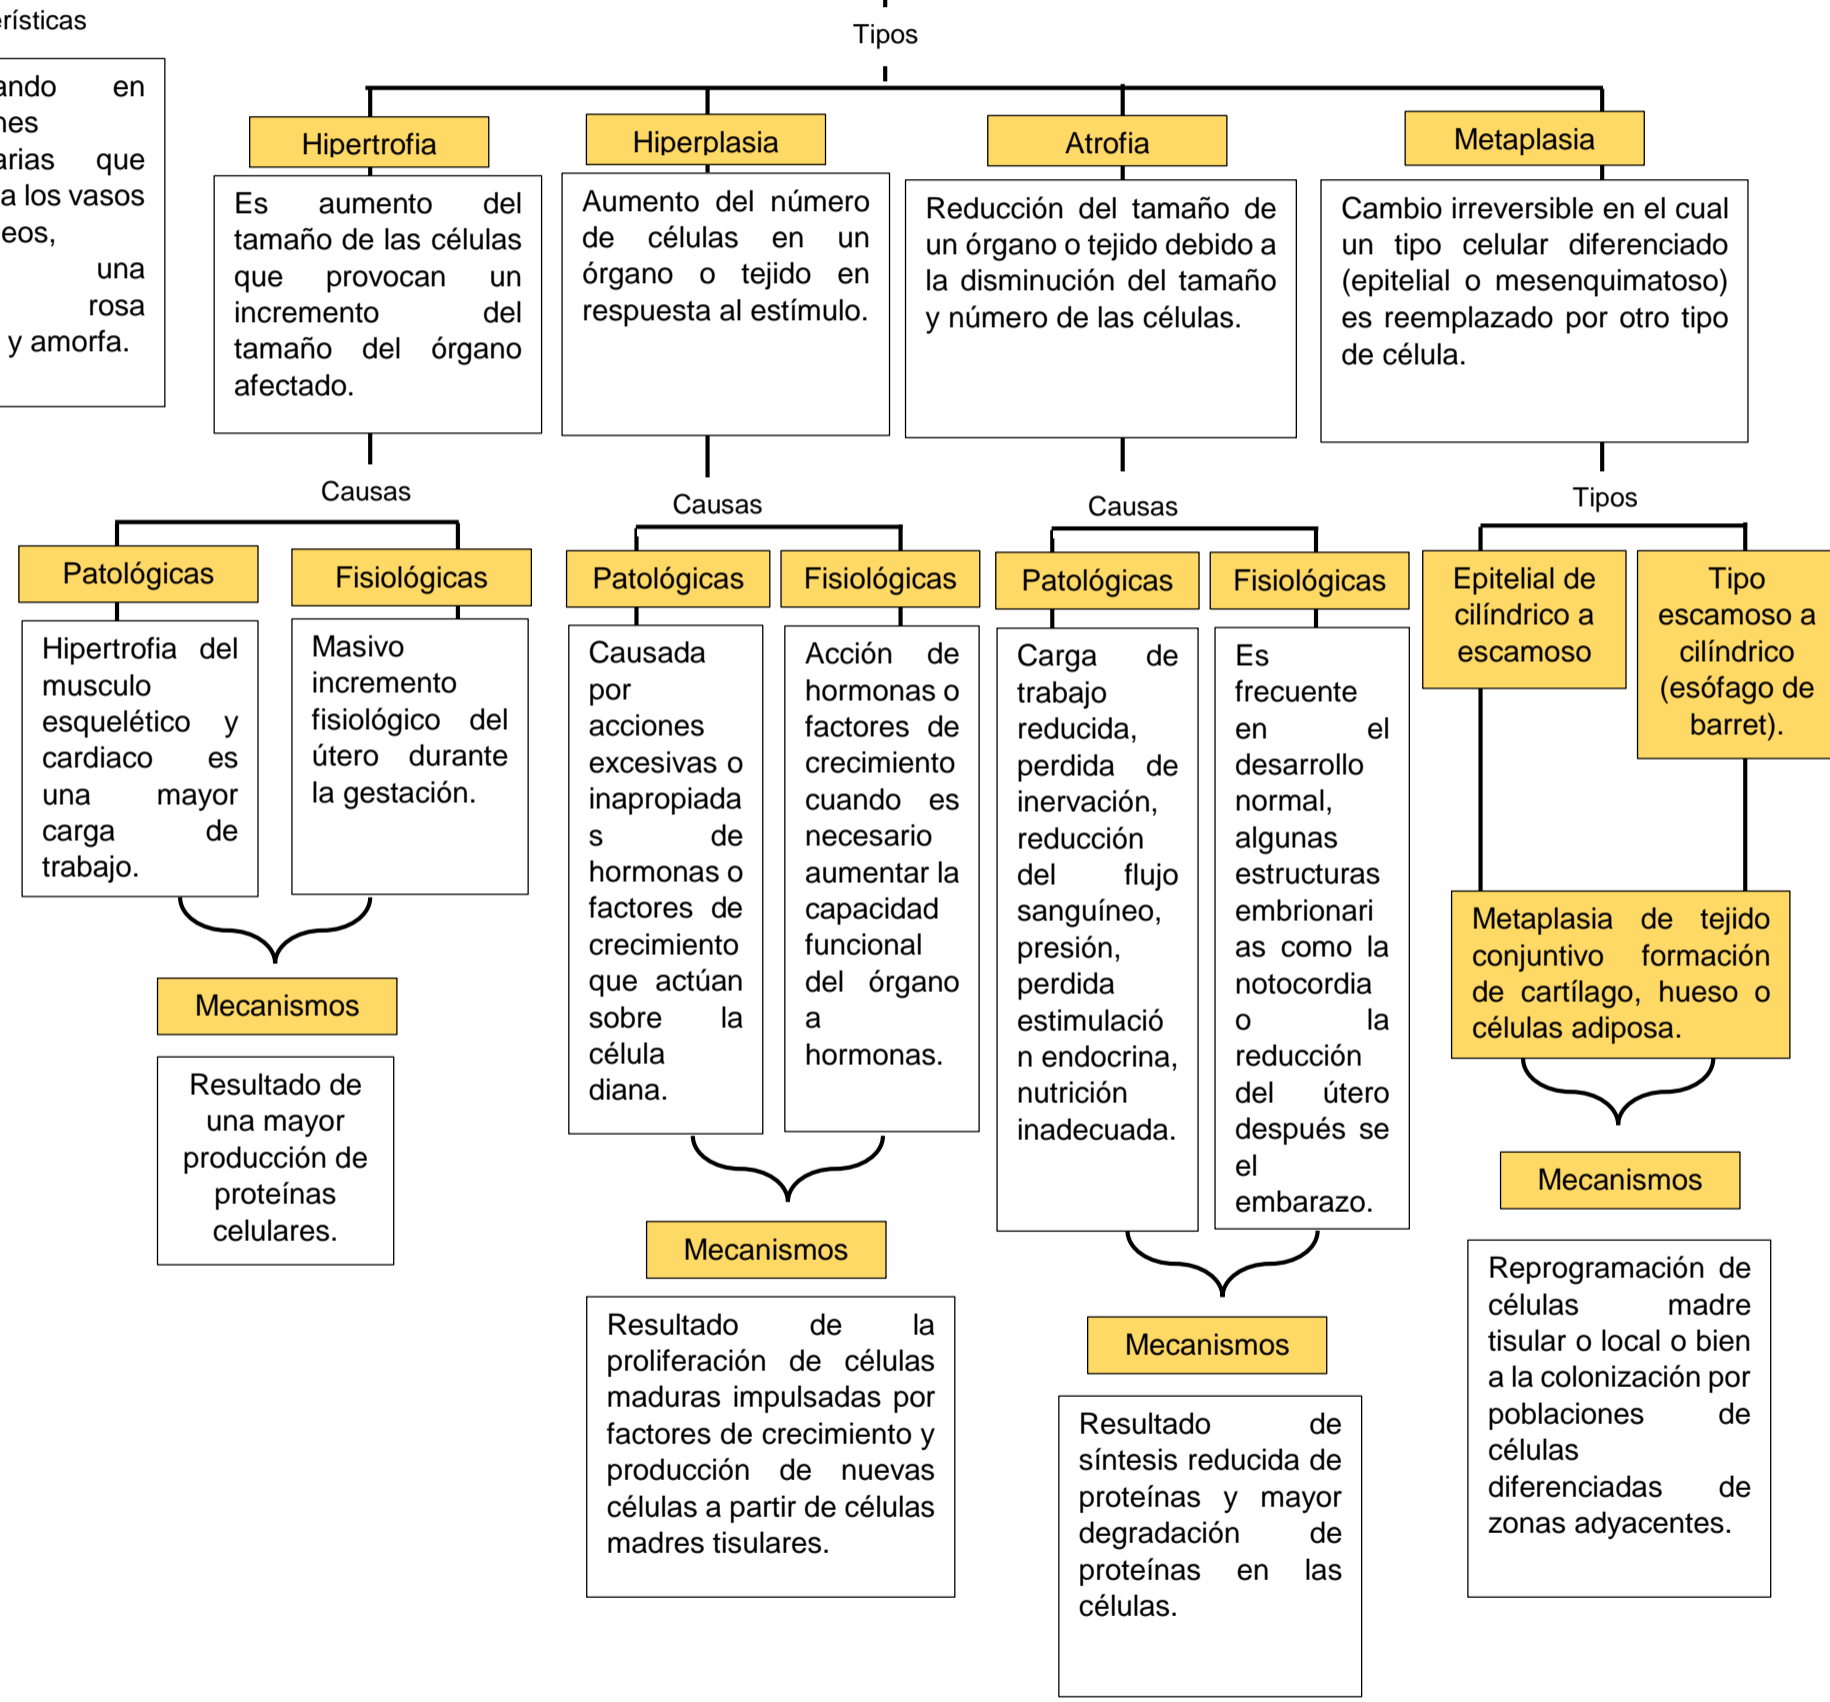 erísticas
ando en
nes
arias que
a los vasos
eos,
una
rosa
y amorfa.
Tipos
Hipertrofia
Es aumento del
tamaño de las células
que provocan un
incremento del
tamaño del órgano
afectado.
Causas
Patológicas
Hipertrofia del
musculo
esquelético y
cardiaco es
una mayor
carga de
trabajo.
Fisiológicas
Masivo
incremento
fisiológico del
útero durante
la gestación.
Mecanismos
Resultado de
una mayor
producción de
proteínas
celulares.
Hiperplasia
Aumento del número
de células en un
órgano o tejido en
respuesta al estímulo.
Causas
Patológicas
Causada
por
acciones
excesivas o
inapropiada
s de
hormonas o
factores de
crecimiento
que actúan
sobre la
célula
diana.
Fisiológicas
Acción de
hormonas o
factores de
crecimiento
cuando es
necesario
aumentar la
capacidad
funcional
del órgano
a
hormonas.
Mecanismos
Resultado de la
proliferación de células
maduras impulsadas por
factores de crecimiento y
producción de nuevas
células a partir de células
madres tisulares.
Atrofia
Reducción del tamaño de
un órgano o tejido debido a
la disminución del tamaño
y número de las células.
Causas
Patológicas
Carga de
trabajo
reducida,
perdida de
inervación,
reducción
del flujo
sanguíneo,
presión,
perdida
estimulació
n endocrina,
nutrición
inadecuada.
Fisiológicas
Es
frecuente
en el
desarrollo
normal,
algunas
estructuras
embrionari
as como la
notocordia
o la
reducción
del útero
después se
el
embarazo.
Mecanismos
Resultado de
síntesis reducida de
proteínas y mayor
degradación de
proteínas en las
células.
Metaplasia
Cambio irreversible en el cual
un tipo celular diferenciado
(epitelial o mesenquimatoso)
es reemplazado por otro tipo
de célula.
Tipos
Epitelial de
cilíndrico a
escamoso
Tipo
escamoso a
cilíndrico
(esófago de
barret).
Metaplasia de tejido
conjuntivo formación
de cartílago, hueso o
células adiposa.
Mecanismos
Reprogramación de
células madre
tisular o local o bien
a la colonización por
poblaciones de
células
diferenciadas de
zonas adyacentes.